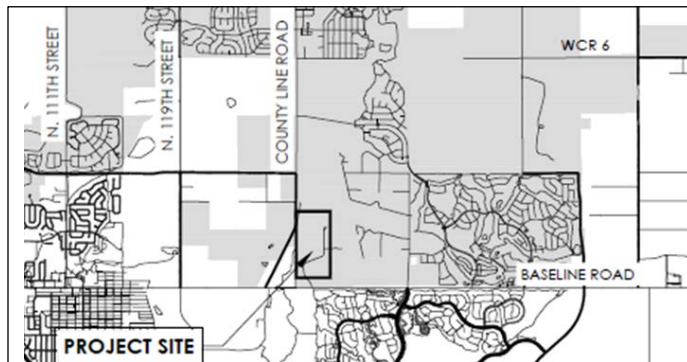 N. 111TH STREET
N. 119TH STREET
COUNTY LINE ROAD
WCR 6
BASELINE ROAD
PROJECT SITE